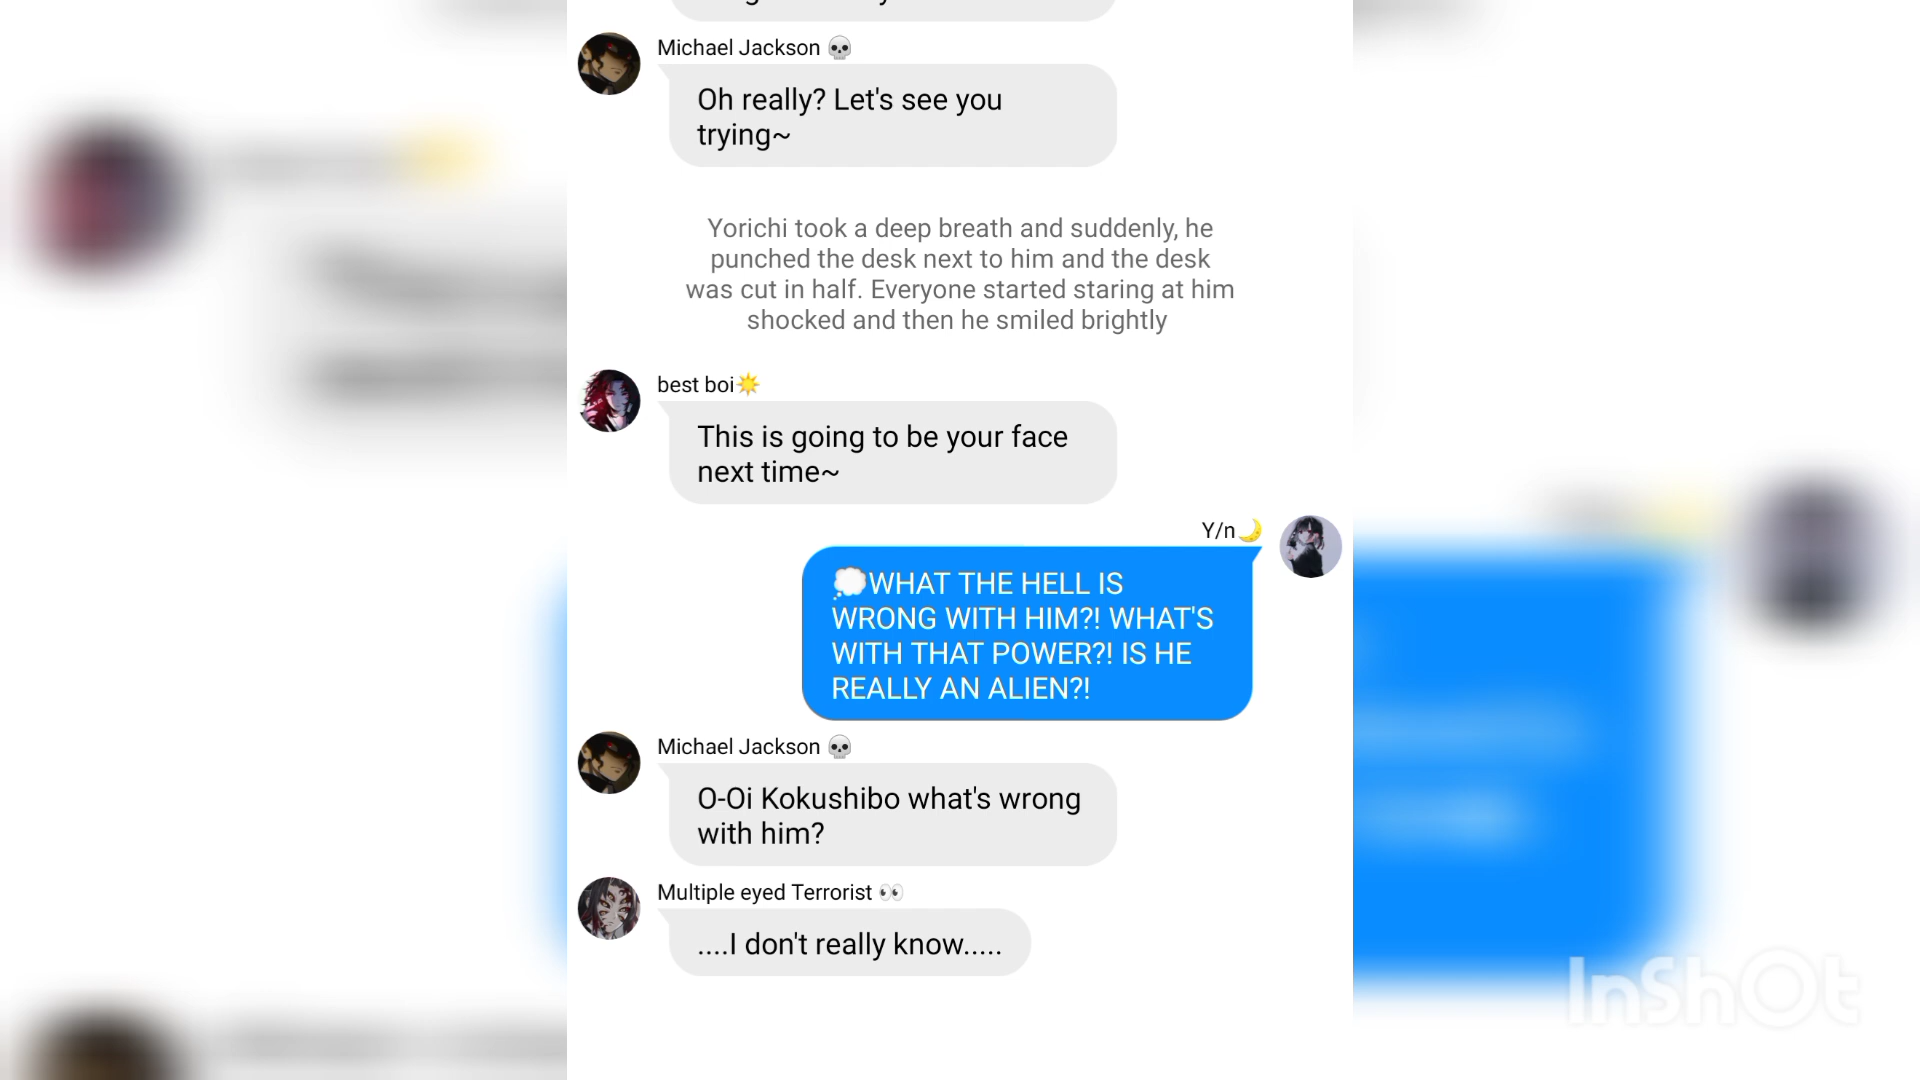 Michael Jackson 💀
Oh really? Let's see you
trying~
Yorichi took a deep breath and suddenly, he
punched the desk next to him and the desk
was cut in half. Everyone started staring at him
shocked and then he smiled brightly
best boi☀️
This is going to be your face
next time~
Y/n🌙
💭WHAT THE HELL IS
WRONG WITH HIM?! WHAT'S
WITH THAT POWER?! IS HE
REALLY AN ALIEN?!
Michael Jackson 💀
O-Oi Kokushibo what's wrong
with him?
Multiple eyed Terrorist 👀
....I don't really know.....
InShOt